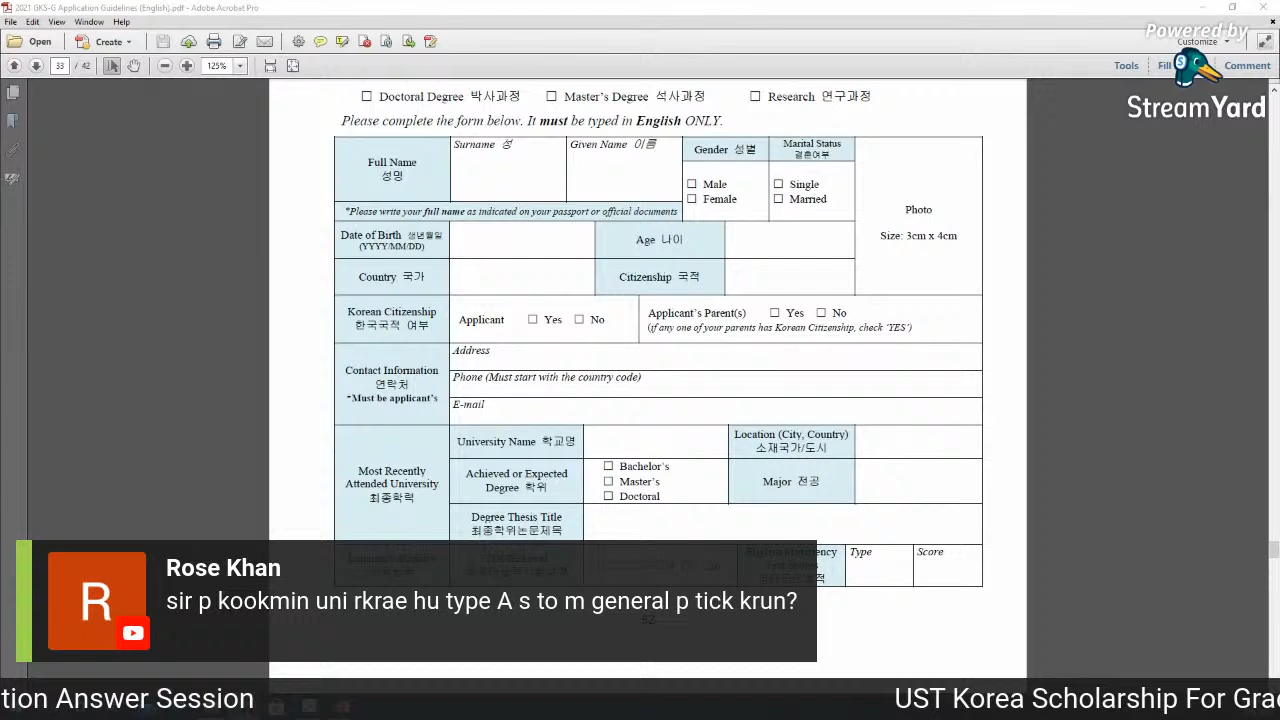 2021 GKS-G Application Guidelines (English).pdf - Adobe Acrobat Pro
File Edit View Window Help
Open Create Customize
33 / 42 125% Tools Fill Comment
Powered by
StreamYard
☐ Doctoral Degree 박사과정 ☐ Master's Degree 석사과정 ☐ Research 연구과정
Please complete the form below. It must be typed in English ONLY.
Full Name
성명
Surname 성
Given Name 이름
Gender 성별
Marital Status
결혼여부
☐ Male
☐ Female
☐ Single
☐ Married
Photo
Size: 3cm x 4cm
*Please write your full name as indicated on your passport or official documents
Date of Birth 생년월일
(YYYY/MM/DD)
Age 나이
Country 국가
Citizenship 국적
Korean Citizenship
한국국적 여부
Applicant ☐ Yes ☐ No
Applicant's Parent(s) ☐ Yes ☐ No
(if any one of your parents has Korean Citizenship, check 'YES')
Contact Information
연락처
*Must be applicant's
Address
Phone (Must start with the country code)
E-mail
Most Recently
Attended University
최종학력
University Name 학교명
Location (City, Country)
소재국가/도시
Achieved or Expected
Degree 학위
☐ Bachelor's
☐ Master's
☐ Doctoral
Major 전공
Degree Thesis Title
최종학위논문제목
Type
Score
R
Rose Khan
sir p kookmin uni rkrae hu type A s to m general p tick krun?
tion Answer Session
UST Korea Scholarship For Grad